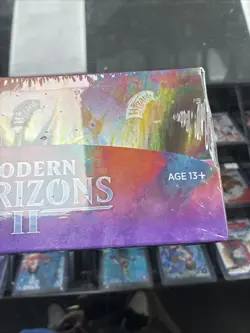 ODERN
RIZONS
II
AGE 13+